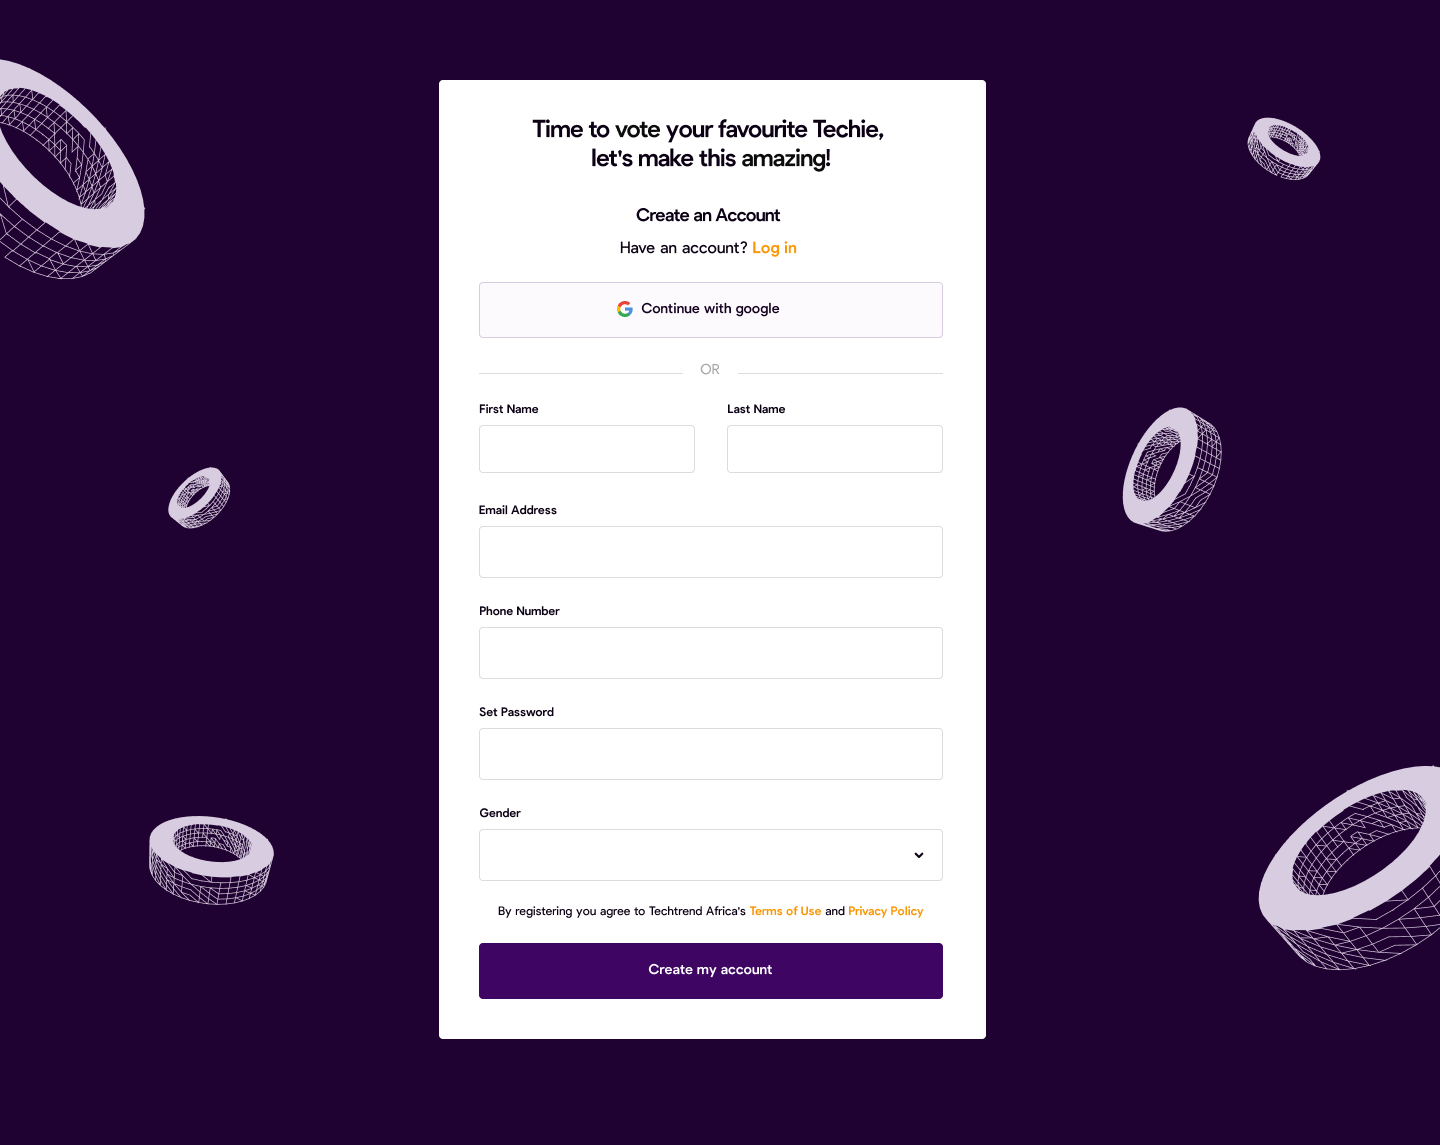 Time to vote your favourite Techie,
let's make this amazing!
Create an Account
Have an account? Log in
Continue with google
OR
First Name
Last Name
Email Address
Phone Number
Set Password
Gender
By registering you agree to Techtrend Africa's Terms of Use and Privacy Policy
Create my account